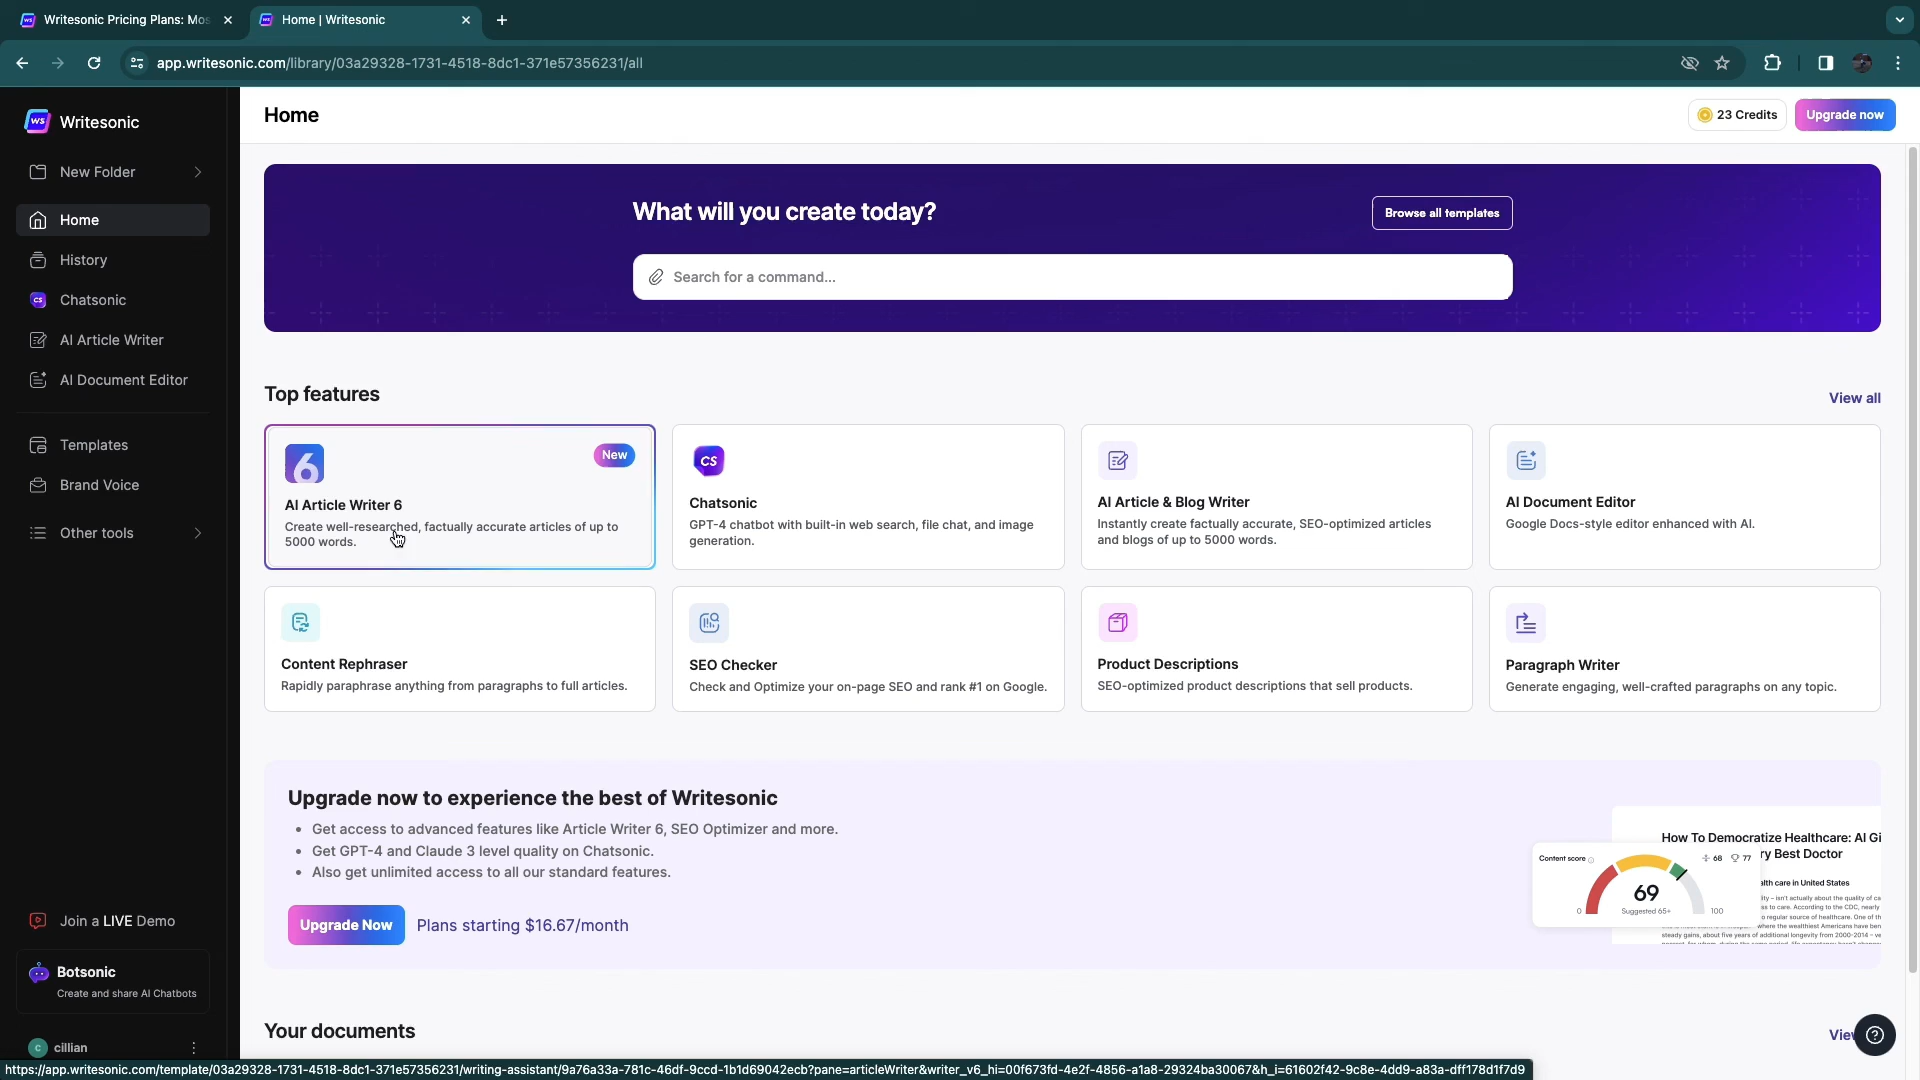 Writesonic Pricing Plans: Mos
Home | Writesonic
app.writesonic.com/library/03a29328-1731-4518-8dc1-371e57356231/all
WS Writesonic
New Folder
Home
History
CS Chatsonic
AI Article Writer
AI Document Editor
Templates
Brand Voice
Other tools
Join a LIVE Demo
Botsonic
Create and share AI Chatbots
C cillian
Home
23 Credits
Upgrade now
What will you create today?
Browse all templates
Search for a command...
Top features
View all
6
New
AI Article Writer 6
Create well-researched, factually accurate articles of up to
5000 words.
CS
Chatsonic
GPT-4 chatbot with built-in web search, file chat, and image
generation.
AI Article & Blog Writer
Instantly create factually accurate, SEO-optimized articles
and blogs of up to 5000 words.
AI Document Editor
Google Docs-style editor enhanced with AI.
Content Rephraser
Rapidly paraphrase anything from paragraphs to full articles.
SEO Checker
Check and Optimize your on-page SEO and rank #1 on Google.
Product Descriptions
SEO-optimized product descriptions that sell products.
Paragraph Writer
Generate engaging, well-crafted paragraphs on any topic.
Upgrade now to experience the best of Writesonic
• Get access to advanced features like Article Writer 6, SEO Optimizer and more.
• Get GPT-4 and Claude 3 level quality on Chatsonic.
• Also get unlimited access to all our standard features.
Upgrade Now
Plans starting $16.67/month
How To Democratize Healthcare: AI Gi
ry Best Doctor
Content score
68
77
69
Suggested 65+
0
100
alth care in United States
Your documents
View
https://app.writesonic.com/template/03a29328-1731-4518-8dc1-371e57356231/writing-assistant/9a76a33a-781c-46df-9ccd-1b1d69042ecb?pane=articleWriter&writer_v6_hi=00f673fd-4e2f-4856-a1a8-29324ba30067&h_i=61602f42-9c8e-4dd9-a83a-dff178d1f7d9